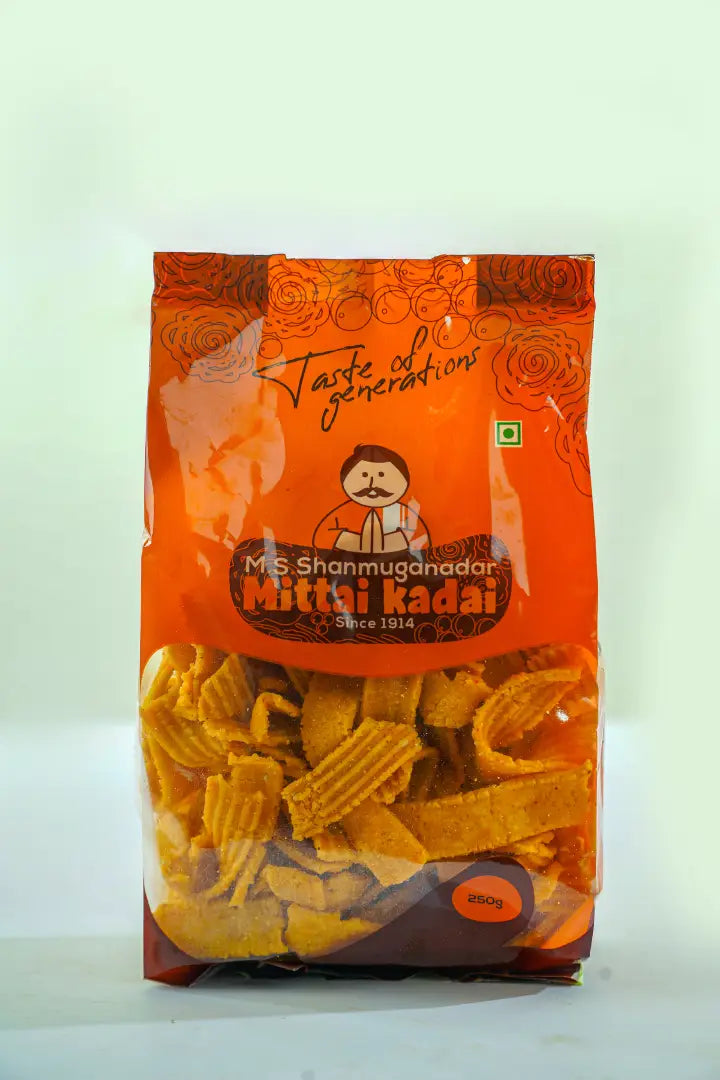 Taste of
generations
M S Shanmuganadar
Mittai kadai
Since 1914
250g